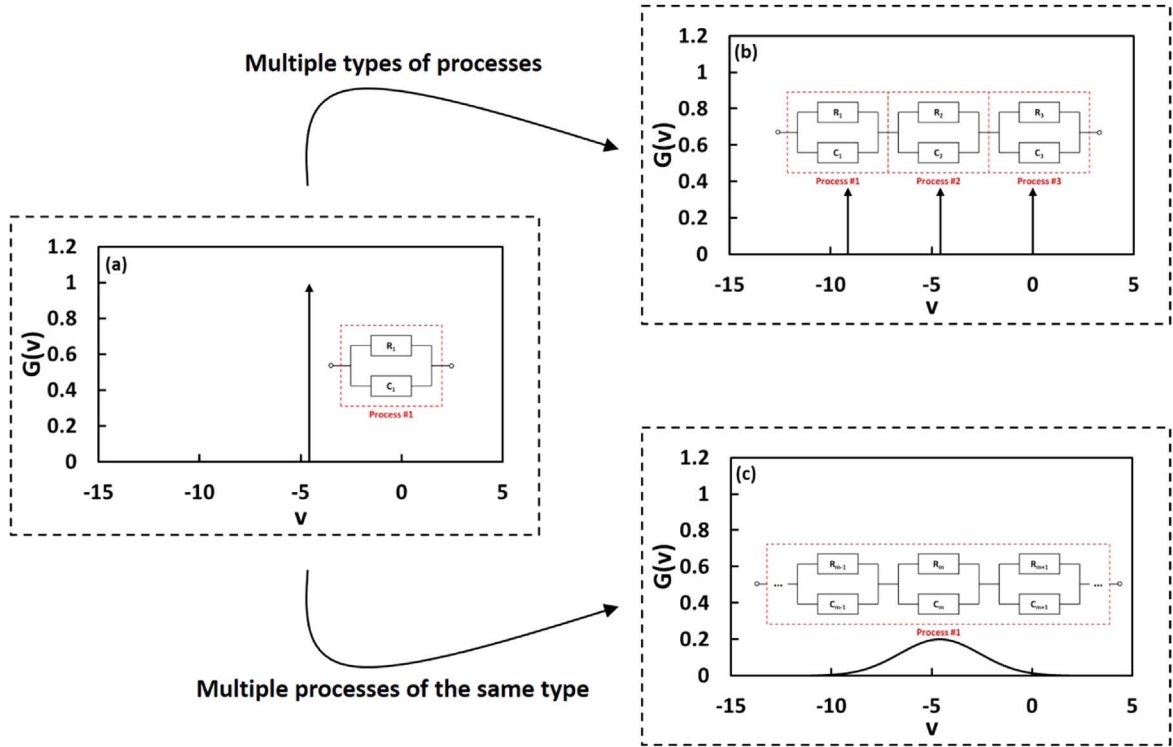 Multiple types of processes
(a)
G(v)
1.2
1
0.8
0.6
0.4
0.2
0
-15 -10 -5 0 5
v
R1
C1
Process #1
(b)
G(v)
1.2
1
0.8
0.6
0.4
0.2
0
-15 -10 -5 0 5
v
R1 R2 R3
C1 C2 C3
Process #1 Process #2 Process #3
(c)
G(v)
1.2
1
0.8
0.6
0.4
0.2
0
-15 -10 -5 0 5
v
... Rm-1 Rm Rm+1 ...
Cm-1 Cm Cm+1
Process #1
Multiple processes of the same type